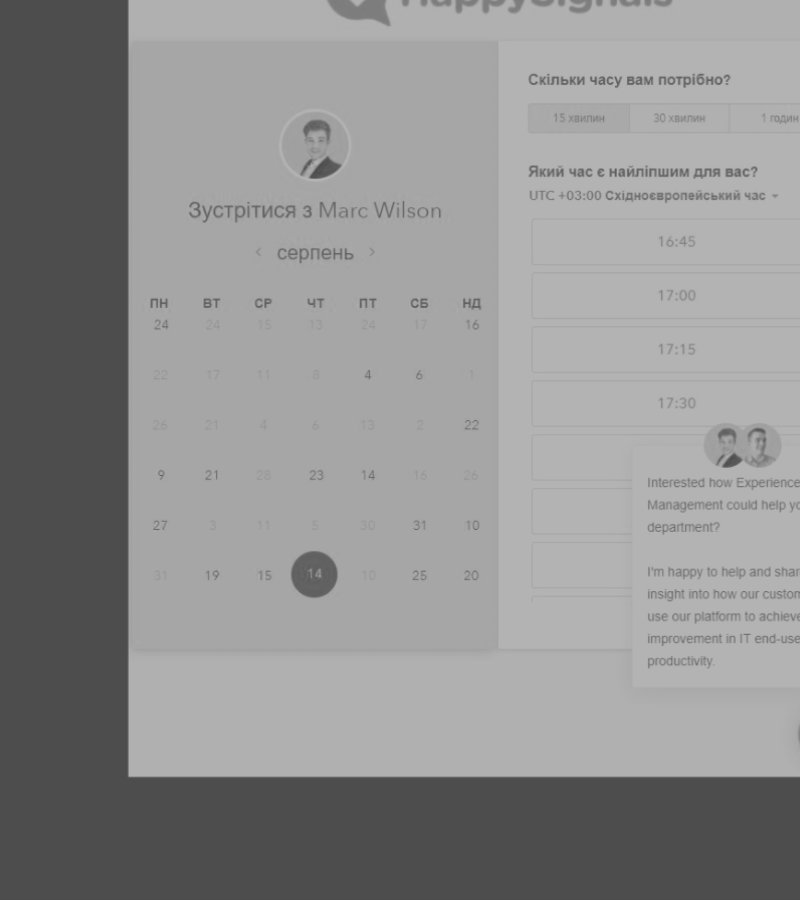 HappySignals
Зустрітися з Marc Wilson
серпень
ПН ВТ СР ЧТ ПТ СБ НД
24 24 15 13 24 17 16
22 17 11 8 4 6 1
26 21 4 6 13 2 22
9 21 28 23 14 16 26
27 3 11 5 30 31 10
31 19 15 14 10 25 20
Скільки часу вам потрібно?
15 хвилин 30 хвилин 1 годин
Який час є найліпшим для вас?
UTC +03:00 Східноєвропейський час
16:45
17:00
17:15
17:30
Interested how Experience
Management could help yo
department?
I'm happy to help and shar
insight into how our custom
use our platform to achieve
improvement in IT end-use
productivity.